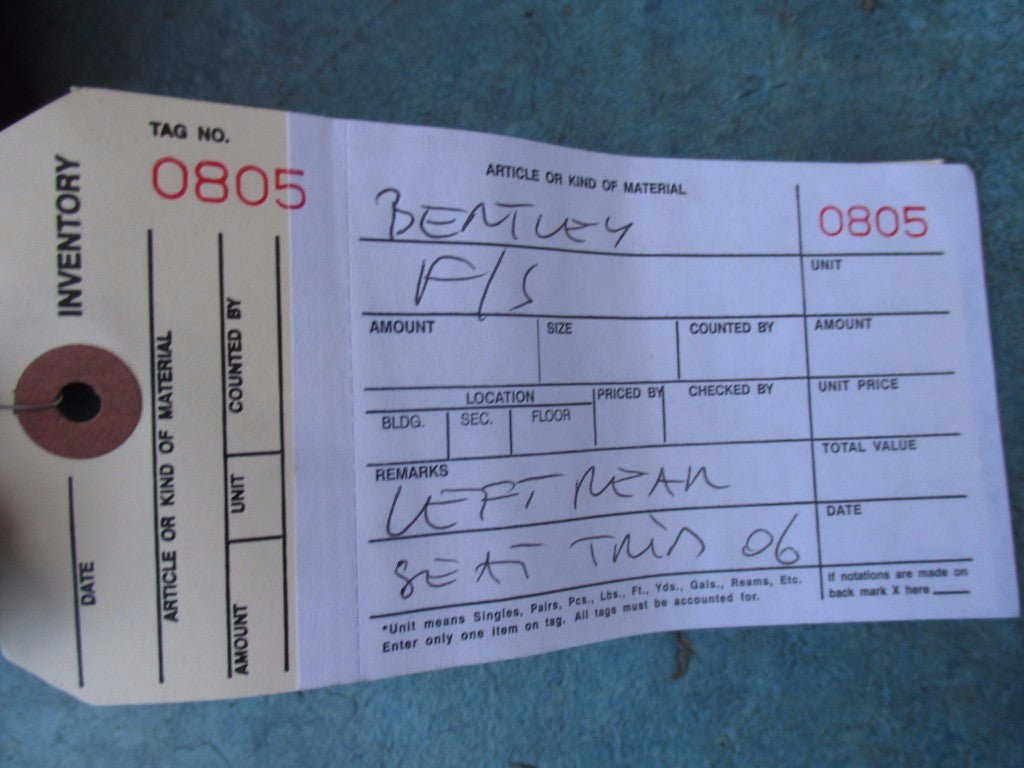 INVENTORY
TAG NO.
0805
DATE
ARTICLE OR KIND OF MATERIAL
AMOUNT UNIT COUNTED BY
ARTICLE OR KIND OF MATERIAL
BENTLEY
0805
F/S
UNIT
AMOUNT SIZE COUNTED BY AMOUNT
LOCATION PRICED BY CHECKED BY UNIT PRICE
BLDG. SEC. FLOOR
REMARKS
TOTAL VALUE
LEFT REAR
DATE
SEAT TRIM 06
*Unit means Singles, Pairs, Pcs., Lbs., Ft., Yds., Gals., Reams, Etc.
Enter only one item on tag. All tags must be accounted for.
If notations are made on
back mark X here